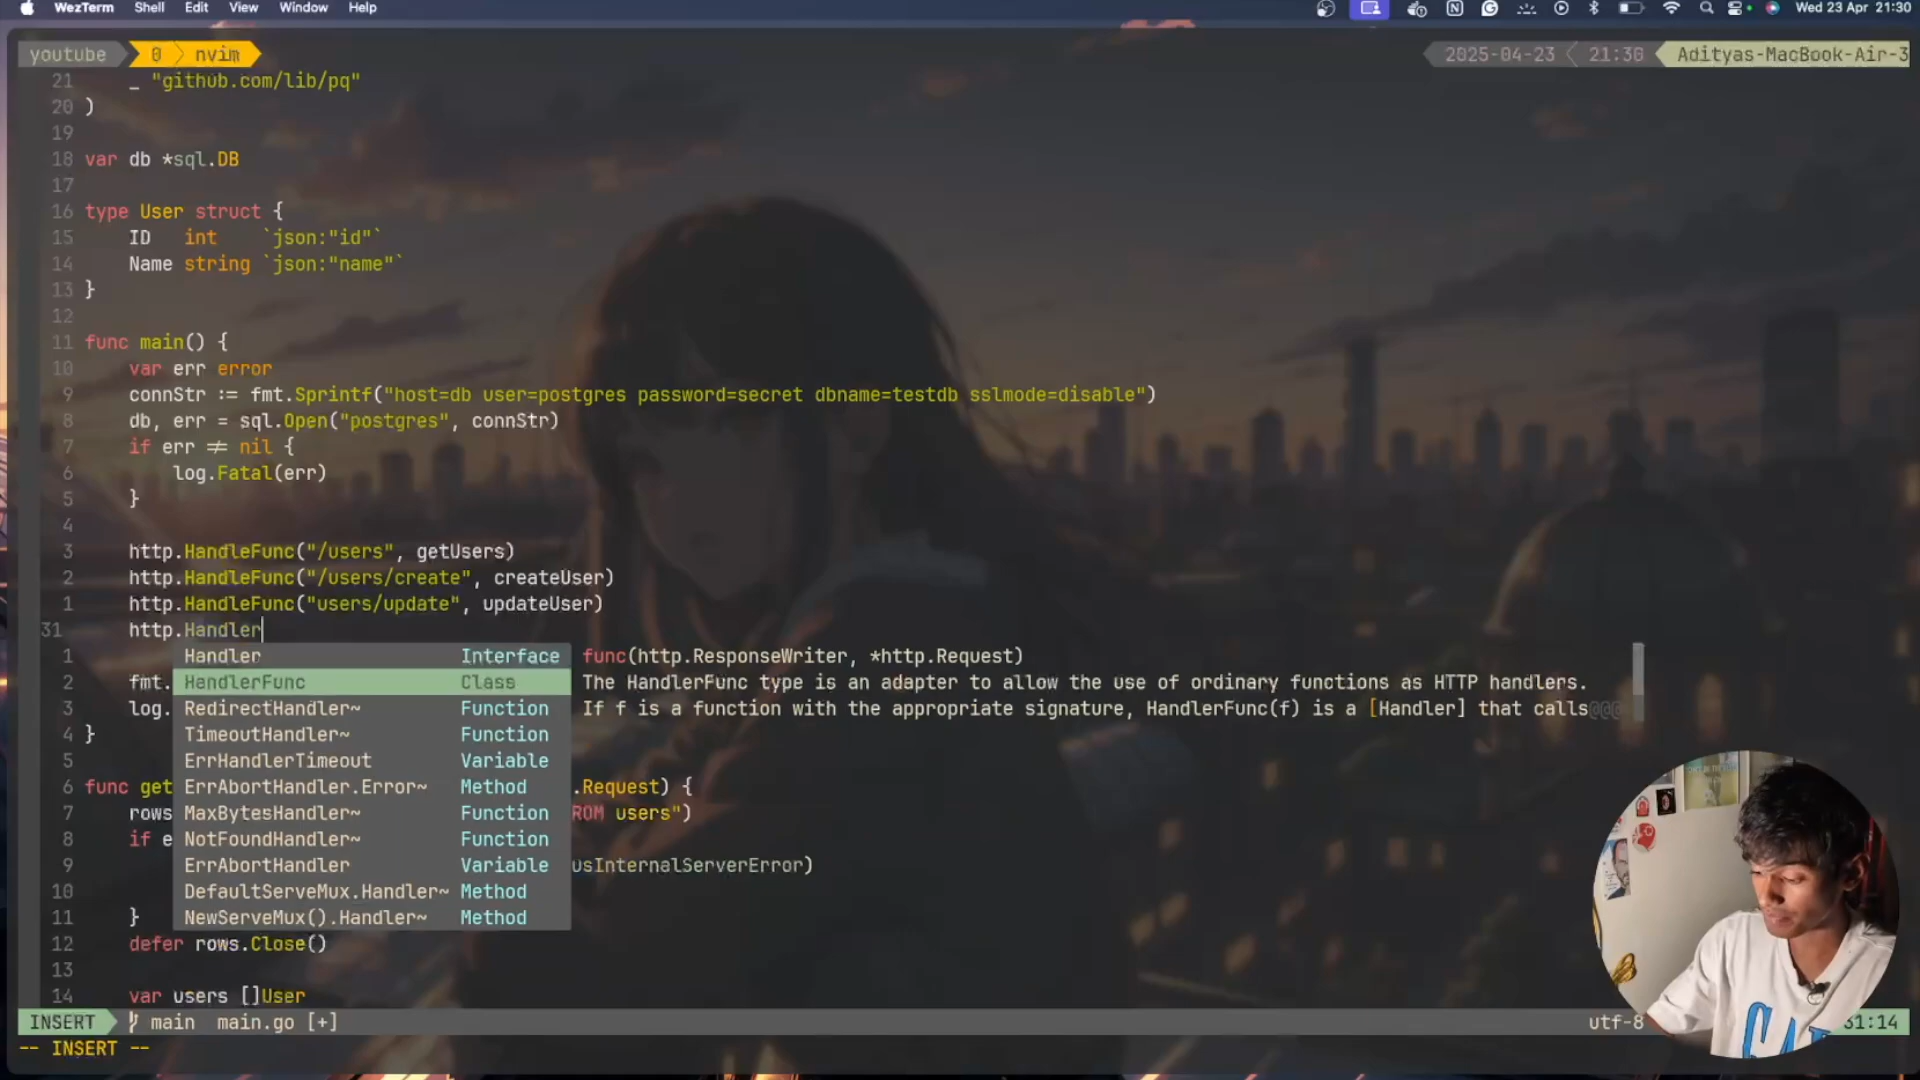 WezTerm Shell Edit View Window Help
Wed 23 Apr 21:30
youtube 0 nvim
2025-04-23 21:30 Adityas-MacBook-Air-3
21 _ "github.com/lib/pq"
20 )
19
18 var db *sql.DB
17
16 type User struct {
15 ID int `json:"id"`
14 Name string `json:"name"`
13 }
12
11 func main() {
10 var err error
9 connStr := fmt.Sprintf("host=db user=postgres password=secret dbname=testdb sslmode=disable")
8 db, err = sql.Open("postgres", connStr)
7 if err ≠ nil {
6 log.Fatal(err)
5 }
4
3 http.HandleFunc("/users", getUsers)
2 http.HandleFunc("/users/create", createUser)
1 http.HandleFunc("users/update", updateUser)
31 http.Handler
1 Handler Interface func(http.ResponseWriter, *http.Request)
2 fmt. HandlerFunc Class The HandlerFunc type is an adapter to allow the use of ordinary functions as HTTP handlers.
3 log. RedirectHandler~ Function If f is a function with the appropriate signature, HandlerFunc(f) is a [Handler] that calls@@@
4 } TimeoutHandler~ Function
5 ErrHandlerTimeout Variable
6 func get ErrAbortHandler.Error~ Method .Request) {
7 rows MaxBytesHandler~ Function ROM users")
8 if e NotFoundHandler~ Function
9 ErrAbortHandler Variable usInternalServerError)
10 DefaultServeMux.Handler~ Method
11 } NewServeMux().Handler~ Method
12 defer rows.Close()
13
14 var users []User
INSERT main main.go [+] utf-8 31:14
-- INSERT --